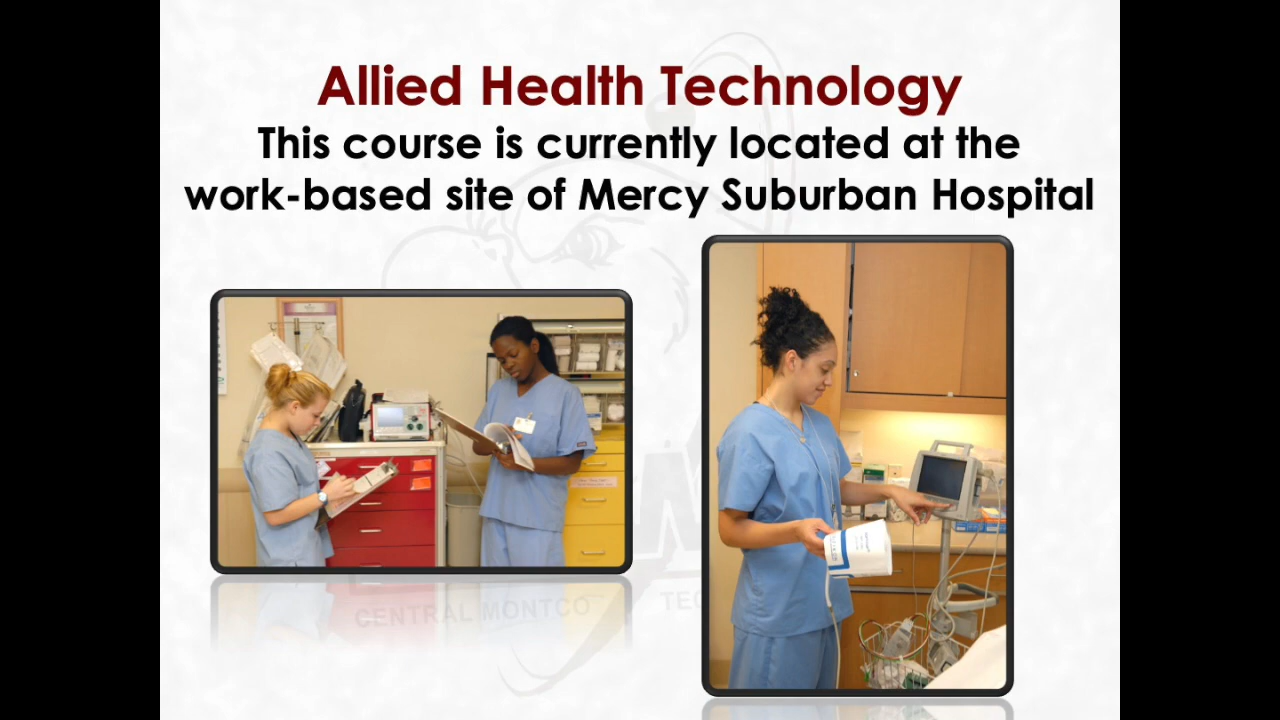 Allied Health Technology
This course is currently located at the
work-based site of Mercy Suburban Hospital
CENTRAL MONTCO